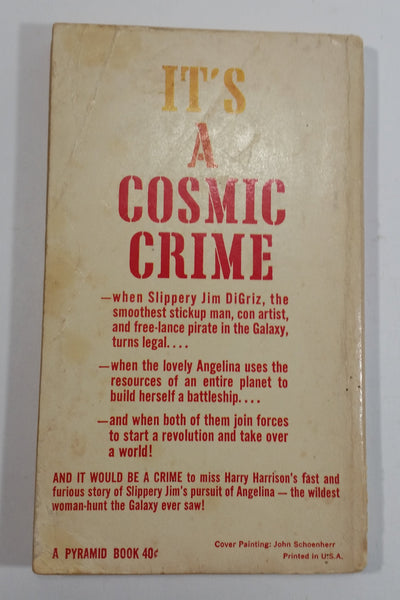 IT'S
A
COSMIC
CRIME
—when Slippery Jim DiGriz, the
smoothest stickup man, con artist,
and free-lance pirate in the Galaxy,
turns legal....
—when the lovely Angelina uses the
resources of an entire planet to
build herself a battleship....
—and when both of them join forces
to start a revolution and take over
a world!
AND IT WOULD BE A CRIME to miss Harry Harrison's fast and
furious story of Slippery Jim's pursuit of Angelina — the wildest
woman-hunt the Galaxy ever saw!
Cover Painting: John Schoenherr
A PYRAMID BOOK 40¢
Printed in U.S.A.